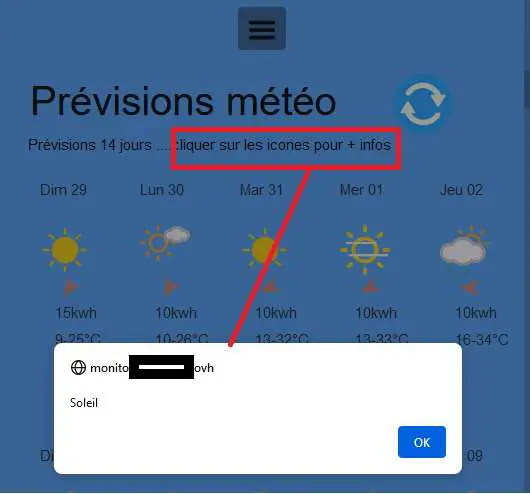 Prévisions météo
Prévisions 14 jours ....cliquer sur les icones pour + infos
Dim 29 Lun 30 Mar 31 Mer 01 Jeu 02
15kwh 10kwh 10kwh 10kwh 10kwh
9-25°C 10-26°C 13-32°C 13-33°C 16-34°C
monito ovh
Soleil
OK
09